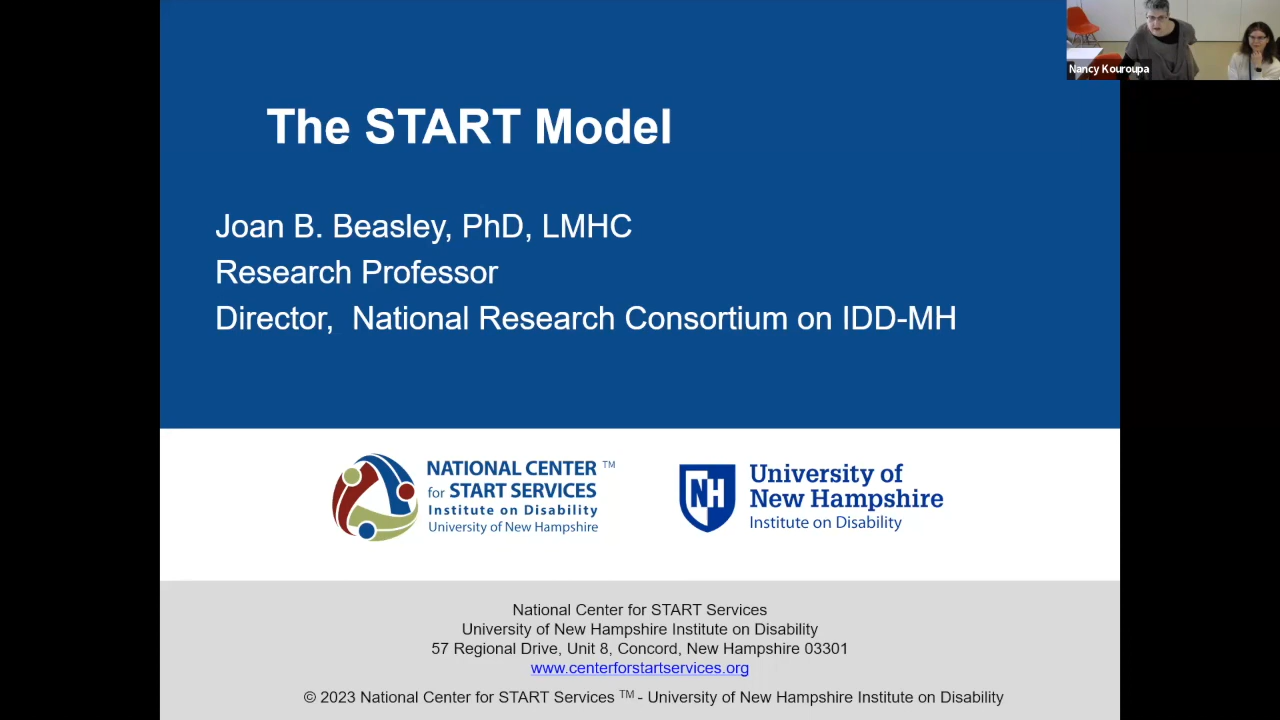 Nancy Kouroupa
The START Model
Joan B. Beasley, PhD, LMHC
Research Professor
Director,  National Research Consortium on IDD-MH
NATIONAL CENTER TM
for START SERVICES
Institute on Disability
University of New Hampshire
NH
University of
New Hampshire
Institute on Disability
National Center for START Services
University of New Hampshire Institute on Disability
57 Regional Drive, Unit 8, Concord, New Hampshire 03301
www.centerforstartservices.org
© 2023 National Center for START Services TM - University of New Hampshire Institute on Disability